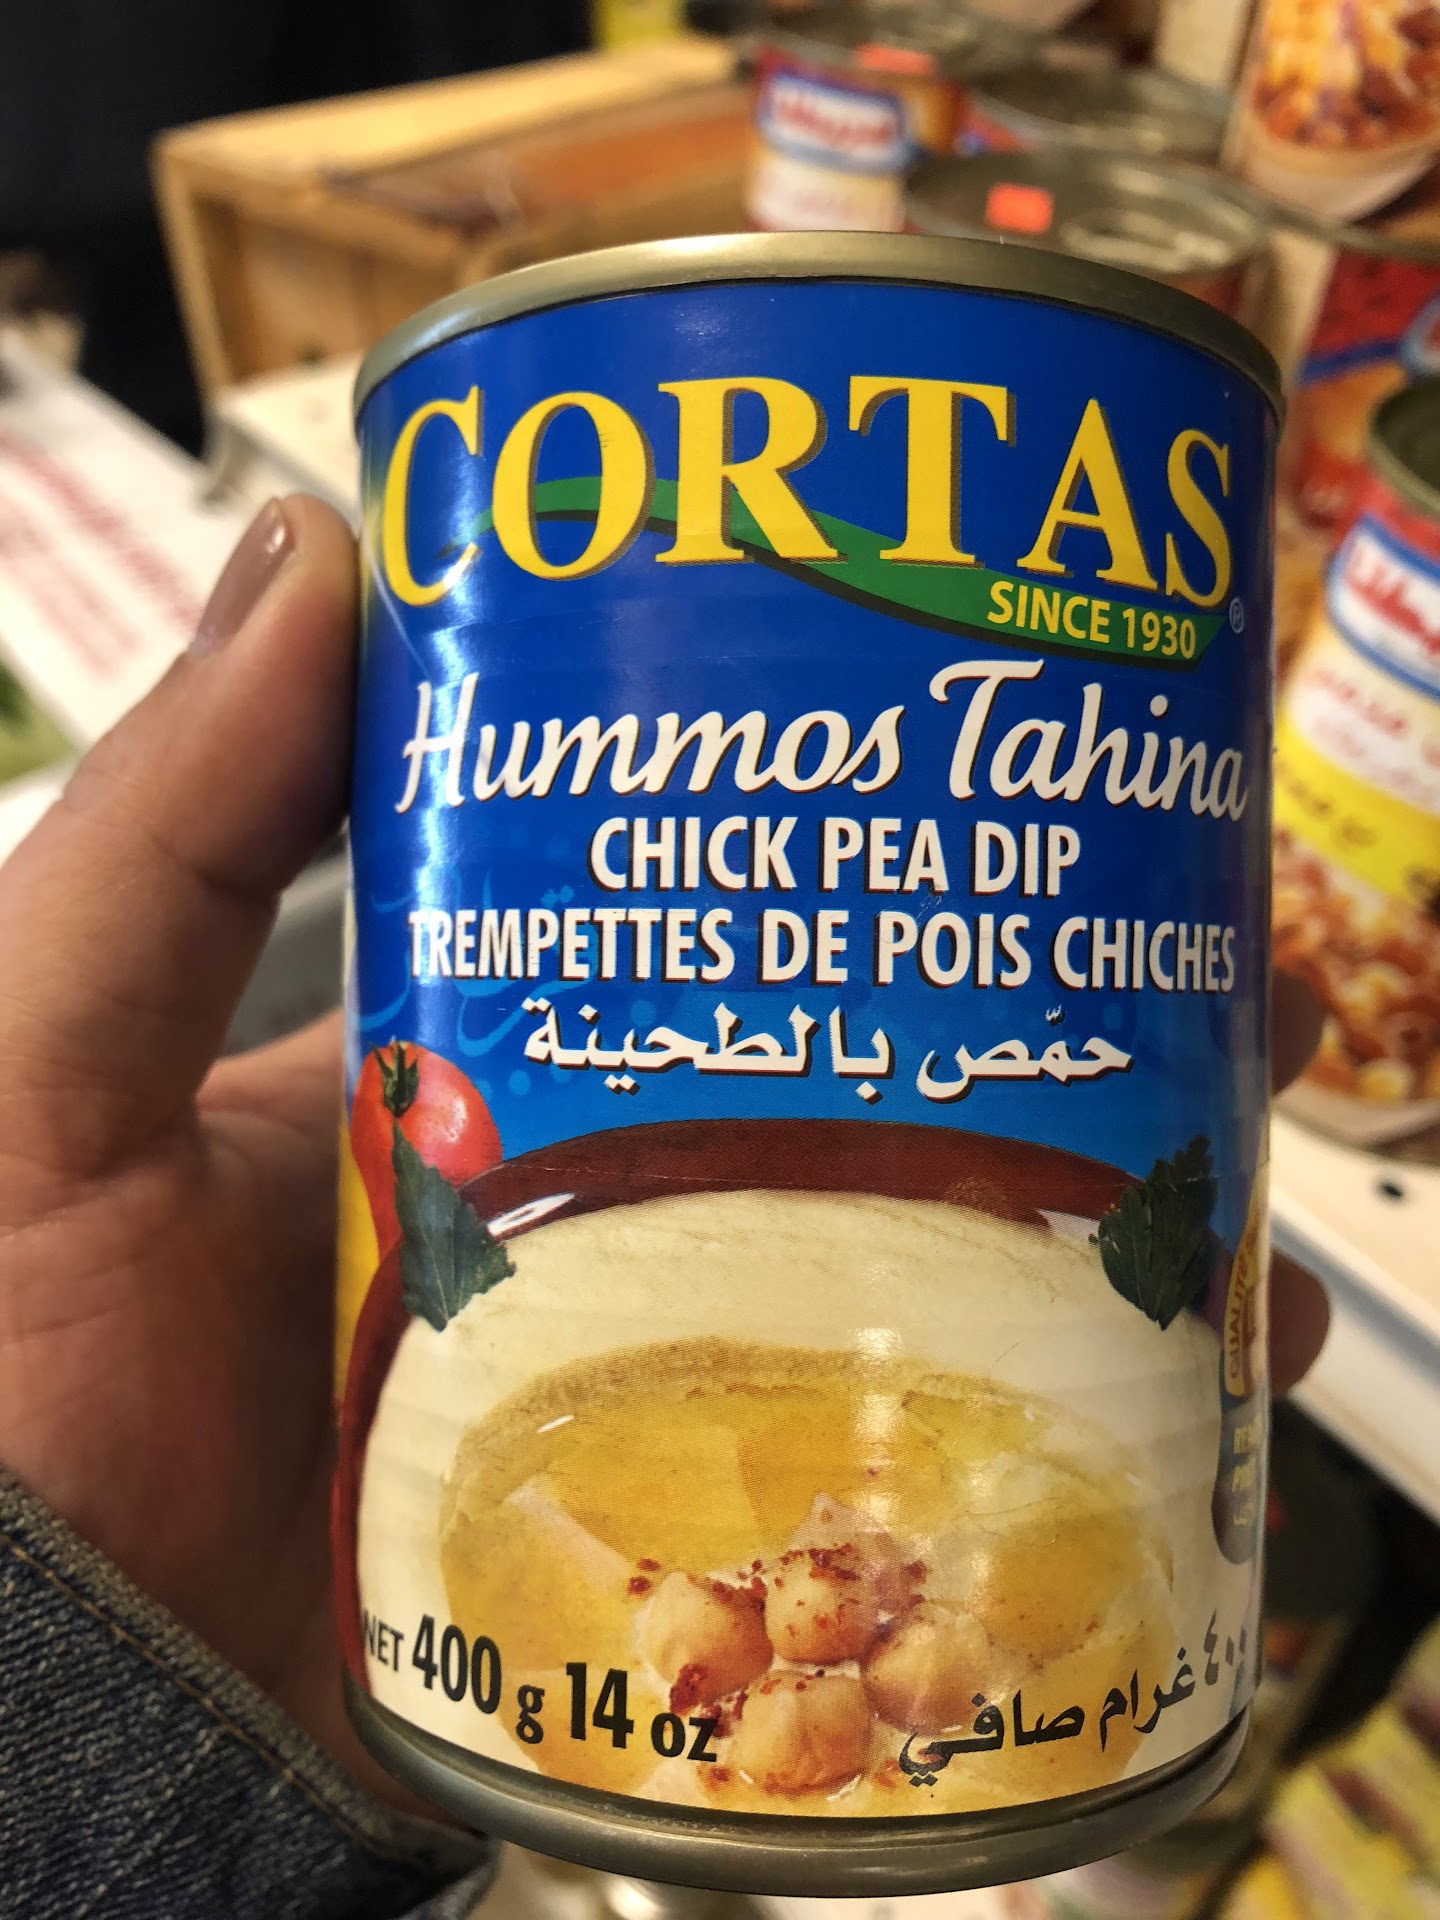 CORTAS
SINCE 1930
Hummos Tahina
CHICK PEA DIP
TREMPETTES DE POIS CHICHES
حمّص بالطحينة
QUALITÉ
NET 400 g 14 oz
٤٠٠ غرام صافي